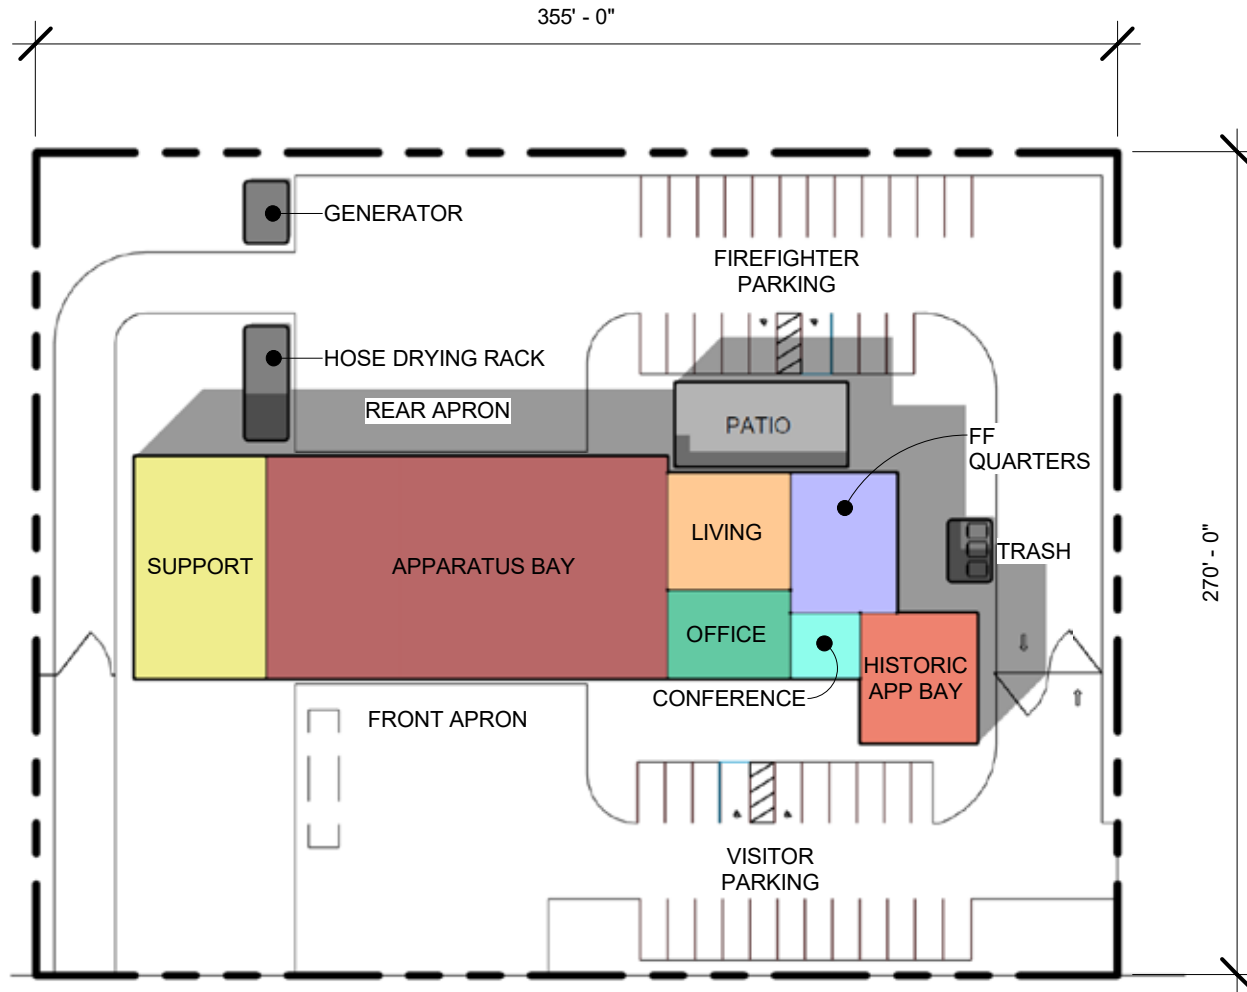 355' - 0"
GENERATOR
FIREFIGHTER
PARKING
HOSE DRYING RACK
REAR APRON
PATIO
FF
QUARTERS
LIVING
SUPPORT
APPARATUS BAY
TRASH
270' - 0"
OFFICE
HISTORIC
APP BAY
CONFERENCE
FRONT APRON
VISITOR
PARKING